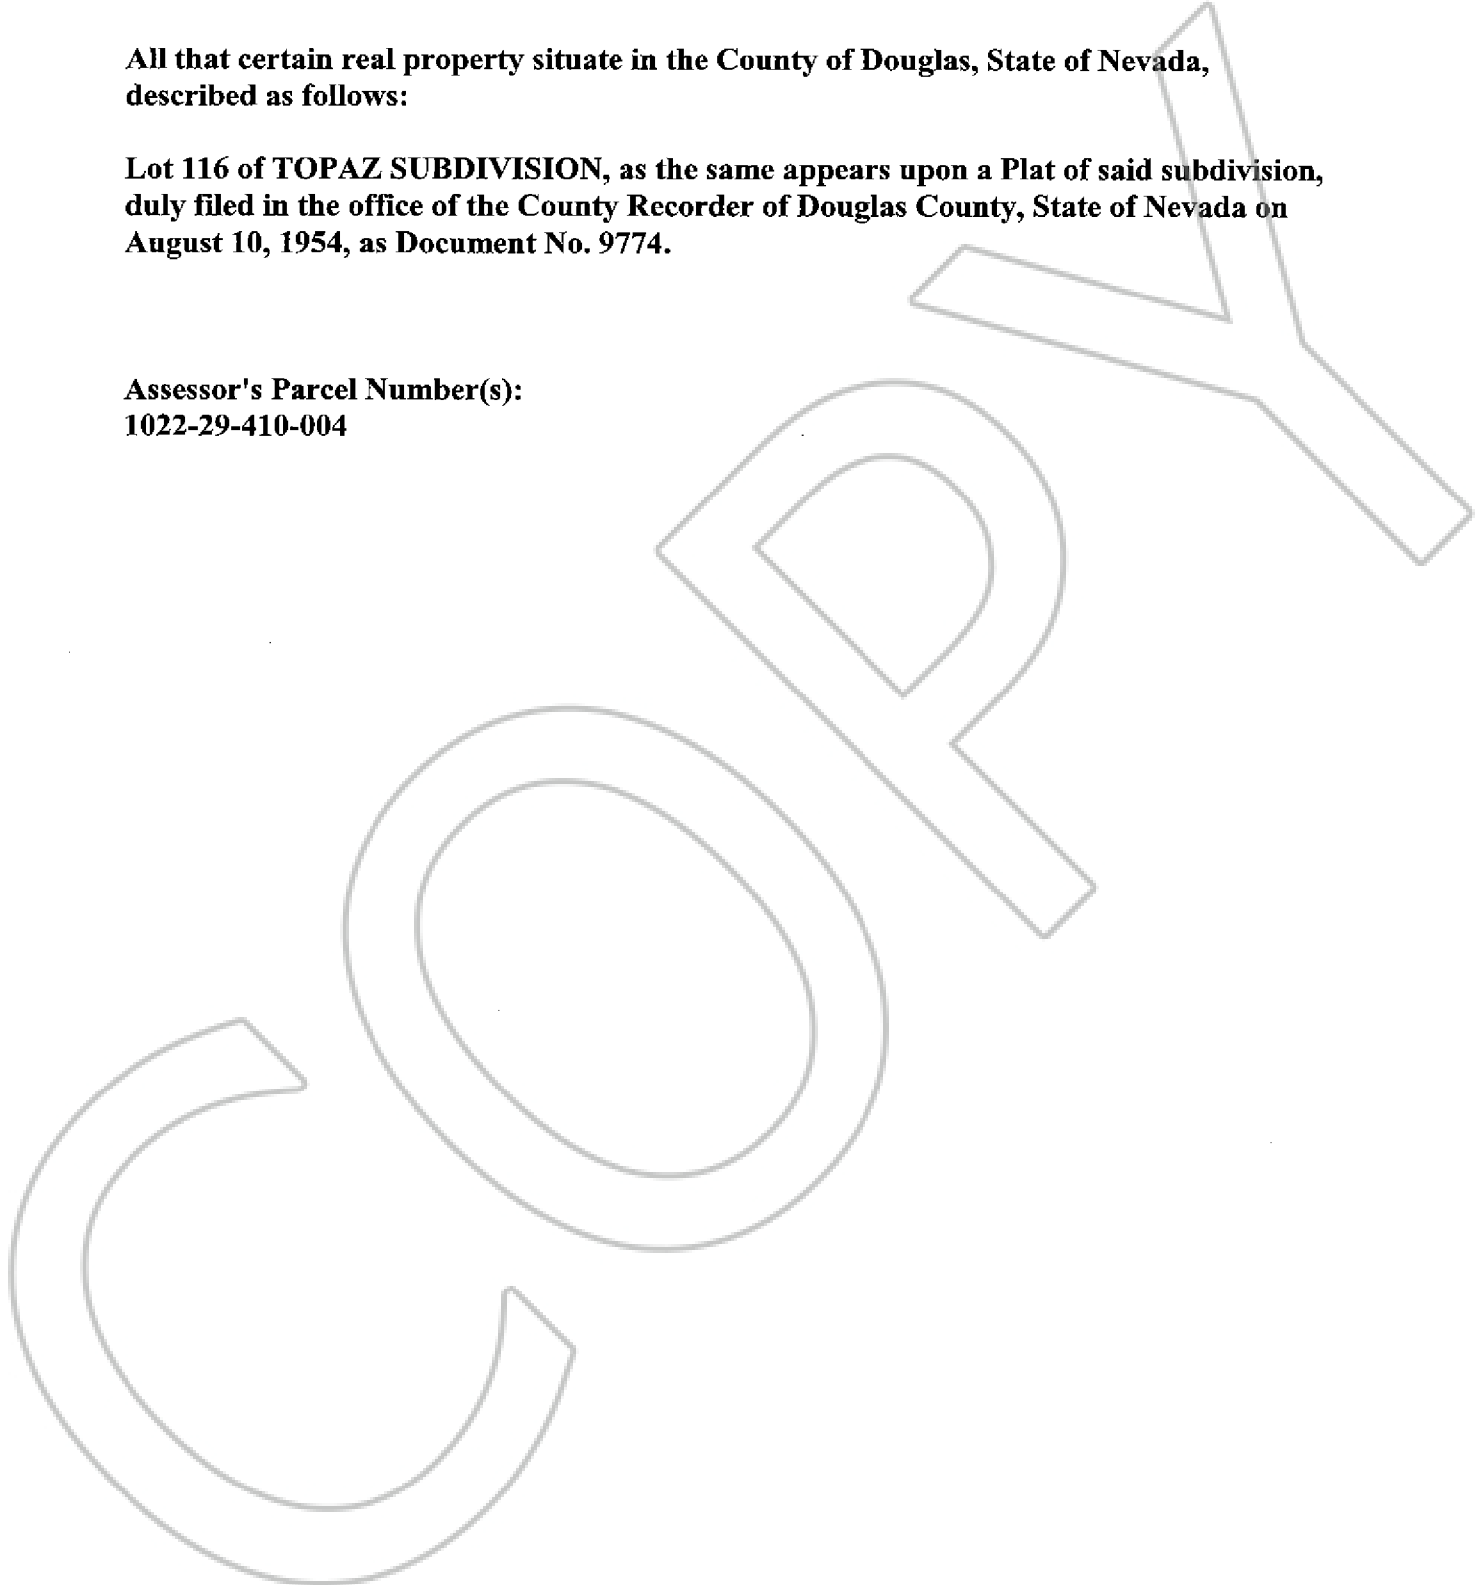 All that certain real property situate in the County of Douglas, State of Nevada,
described as follows:
Lot 116 of TOPAZ SUBDIVISION, as the same appears upon a Plat of said subdivision,
duly filed in the office of the County Recorder of Douglas County, State of Nevada on
August 10, 1954, as Document No. 9774.
Assessor's Parcel Number(s):
1022-29-410-004
COPY